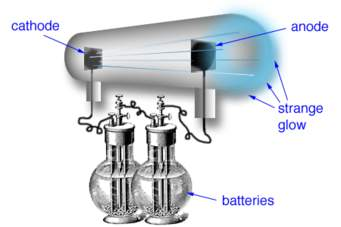 cathode
anode
strange
glow
batteries